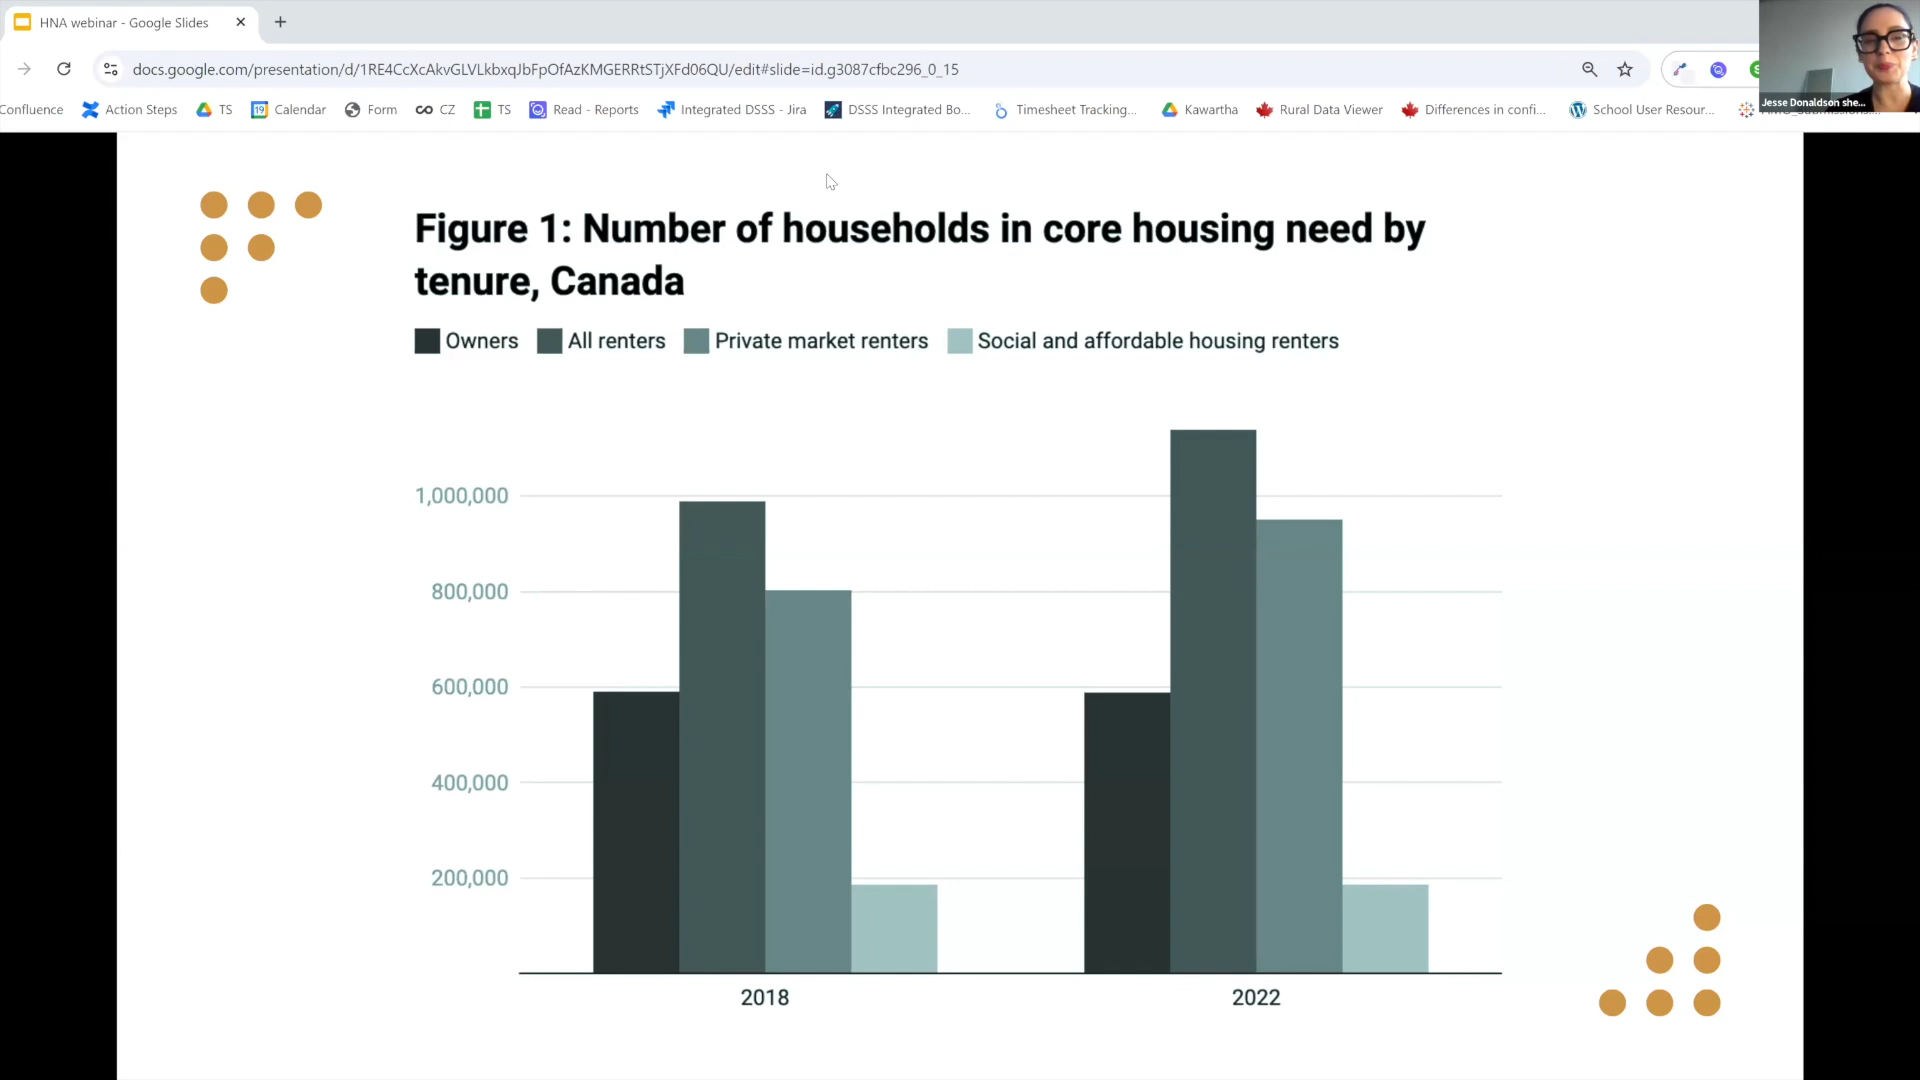 HNA webinar - Google Slides
docs.google.com/presentation/d/1RE4CcXcAkvGLVLkbxqJbFpOfAzKMGERRtSTjXFd06QU/edit#slide=id.g3087cfbc296_0_15
Confluence Action Steps TS 19 Calendar Form CZ TS Read - Reports Integrated DSSS - Jira DSSS Integrated Bo... Timesheet Tracking... Kawartha Rural Data Viewer Differences in confi... School User Resour...
Jesse Donaldson she...
Figure 1: Number of households in core housing need by
tenure, Canada
Owners All renters Private market renters Social and affordable housing renters
1,000,000
800,000
600,000
400,000
200,000
2018 2022